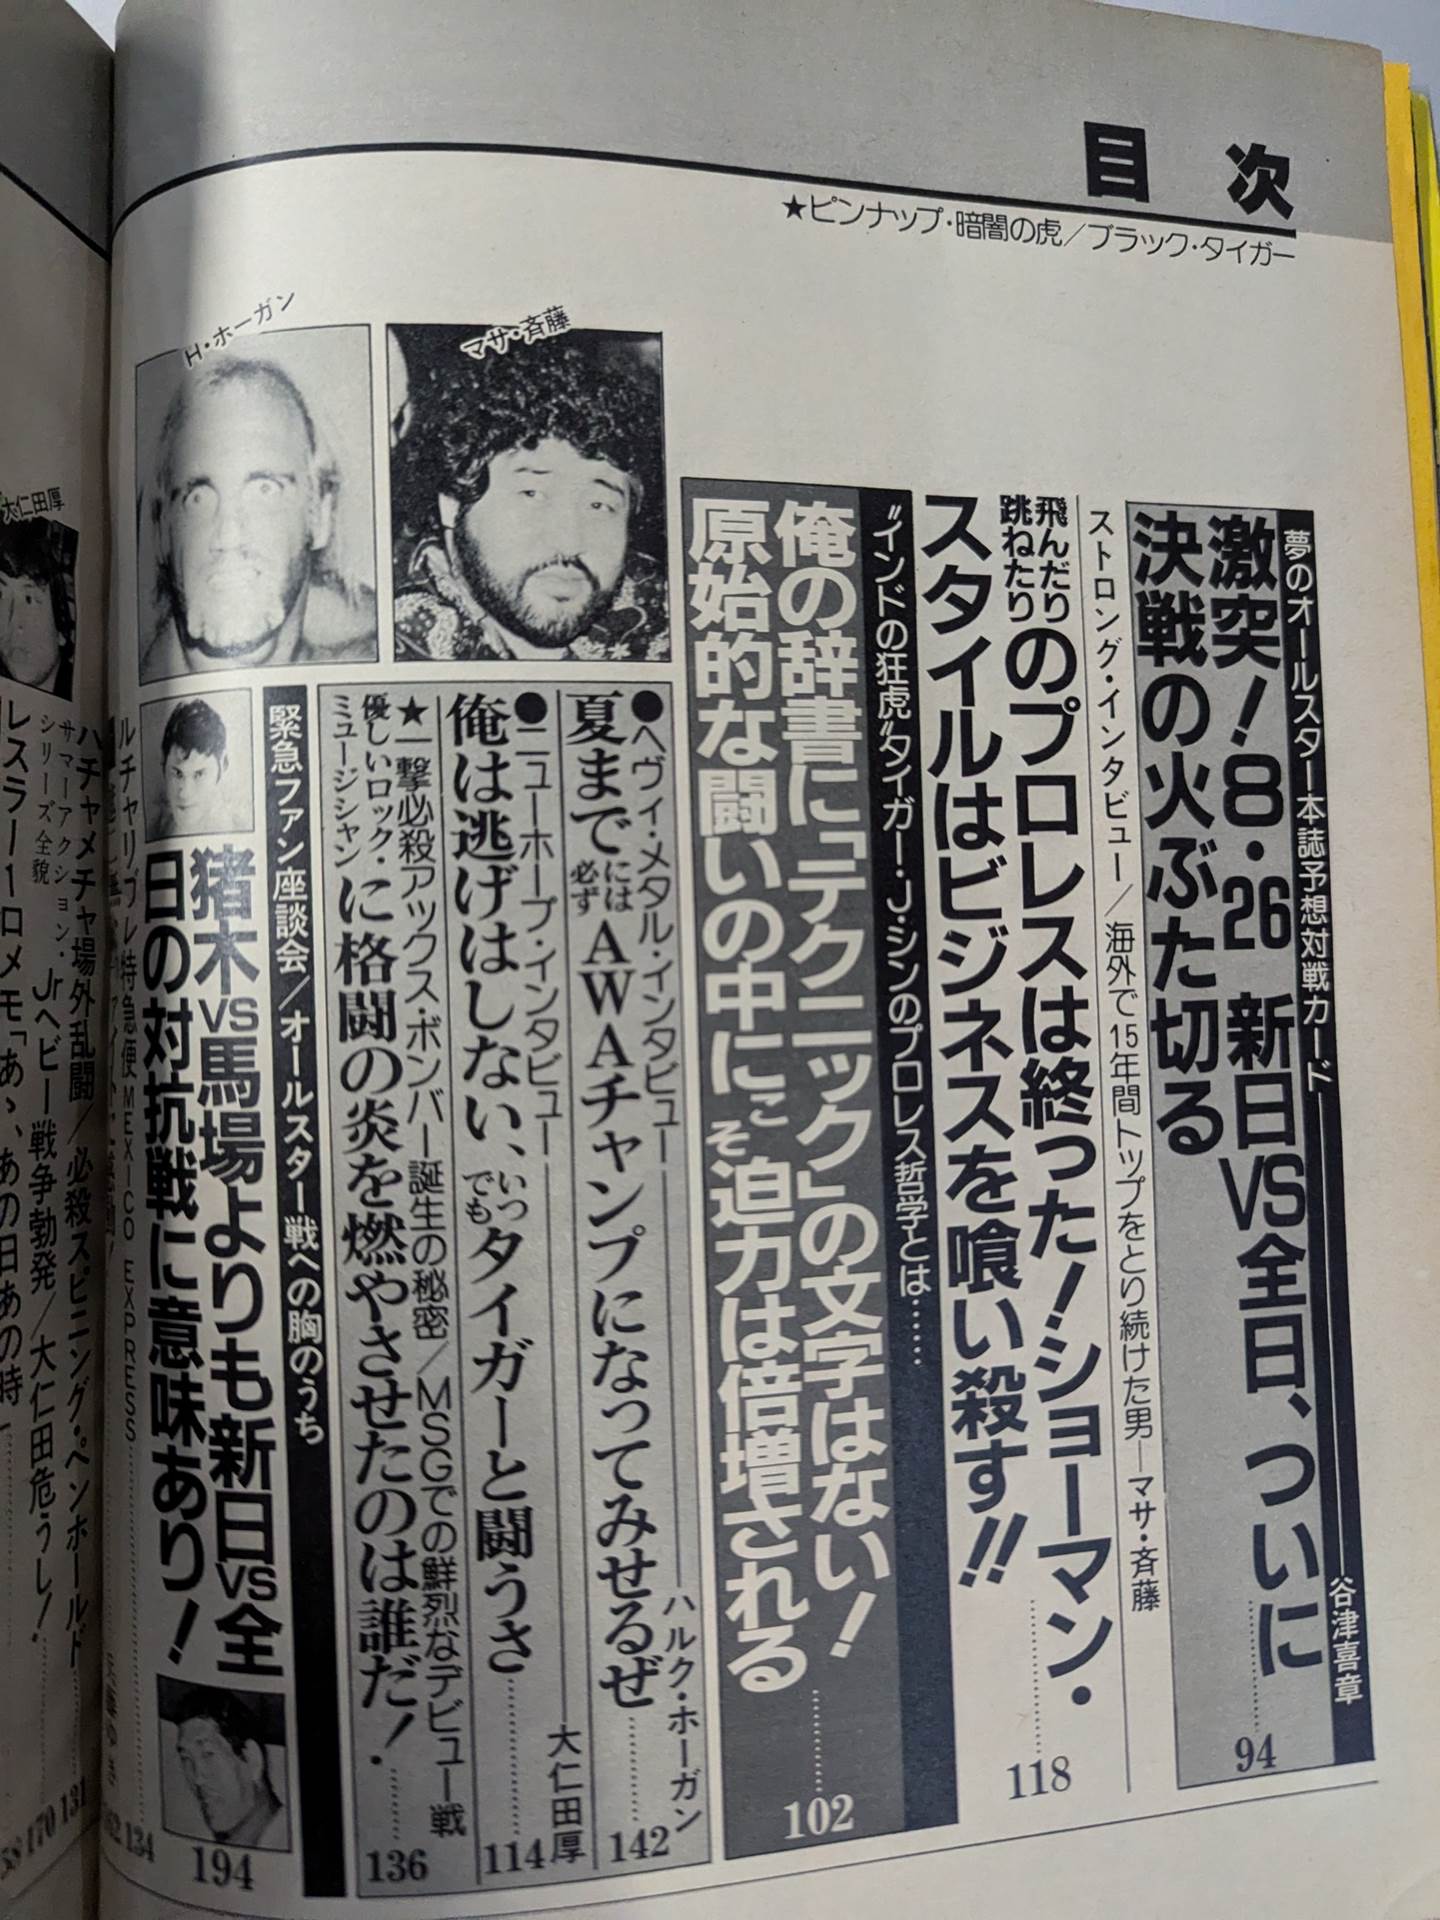 目次
★ピンナップ・暗闇の虎/ブラック・タイガー
H・ホーガン
マサ・斉藤
大仁田厚
夢のオールスター本誌予想対戦カード
谷津喜章
激突!8・26 新日VS全日、ついに
決戦の火ぶた切る
94
ストロング・インタビュー/海外で15年間トップをとり続けた男―マサ・斉藤
飛んだり
跳ねたり
のプロレスは終った!ショーマン・
スタイルはビジネスを喰い殺す!!
118
〝インドの狂虎〟タイガー・J・シンのプロレス哲学とは……
俺の辞書に「テクニック」の文字はない!
原始的な闘いの中にこそ迫力は倍増される
102
●ヘヴィ・メタル・インタビュー
ハルク・ホーガン
夏までには必ずAWAチャンプになってみせるぜ
142
●ニューホープ・インタビュー
大仁田厚
俺は逃げはしない、いつでもタイガーと闘うさ
114
★一撃必殺アックス・ボンバー誕生の秘密/MSGでの鮮烈なデビュー戦
優しいロック・
ミュージシャン
に格闘の炎を燃やさせたのは誰だ!
136
緊急ファン座談会/オールスター戦への胸のうち
猪木VS馬場よりも新日VS全
日の対抗戦に意味あり!
194
ルチャリブレ特急便 MEXICO EXPRESS
134
ハチャメチャ場外乱闘/必殺スピニング・ペンホールド
131
サマーアクション・
シリーズ全貌
Jrヘビー戦争勃発/大仁田危うし!
170
レスラー1ロメモ「あゝ、あの日あの時